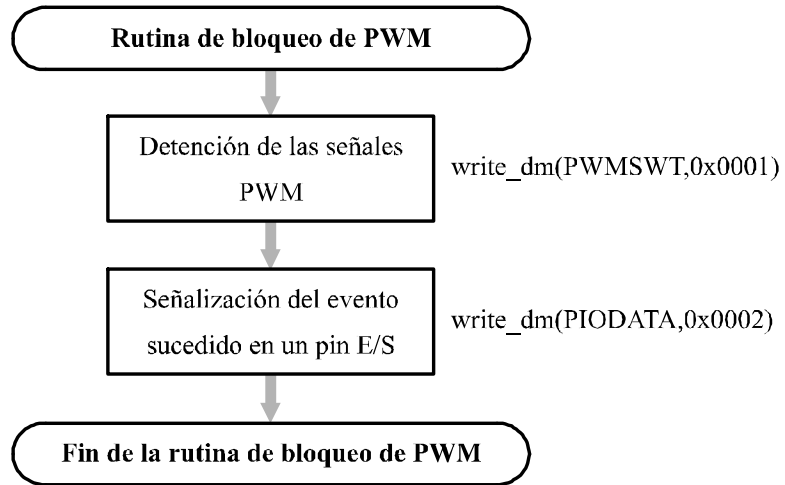 Rutina de bloqueo de PWM
Detención de las señales
PWM
write_dm(PWMSWT,0x0001)
Señalización del evento
sucedido en un pin E/S
write_dm(PIODATA,0x0002)
Fin de la rutina de bloqueo de PWM